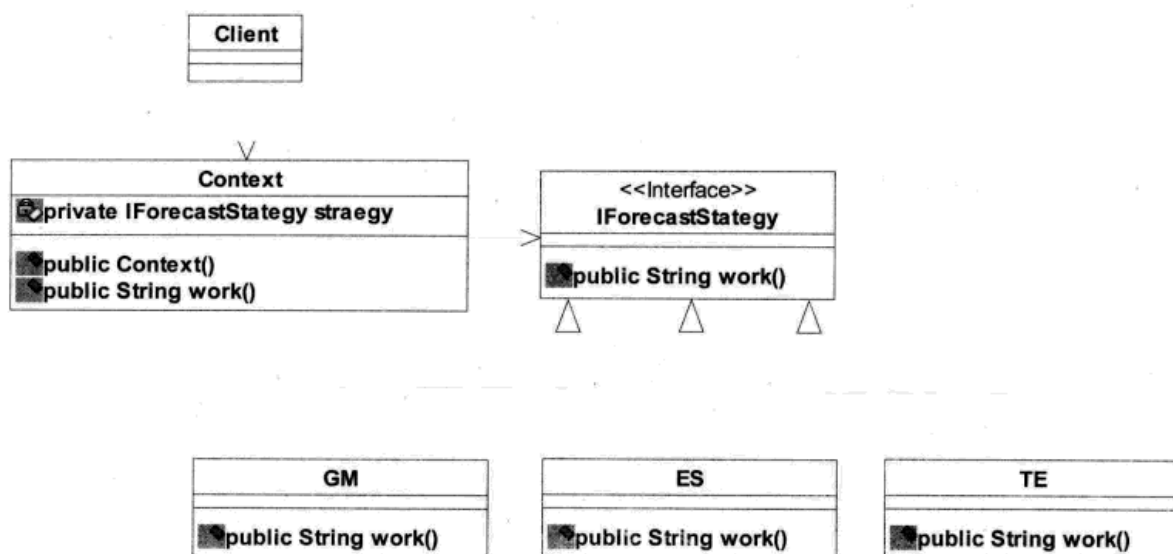 Client
Context
private IForecastStategy straegy
public Context()
public String work()
<<Interface>>
IForecastStategy
public String work()
GM
public String work()
ES
public String work()
TE
public String work()